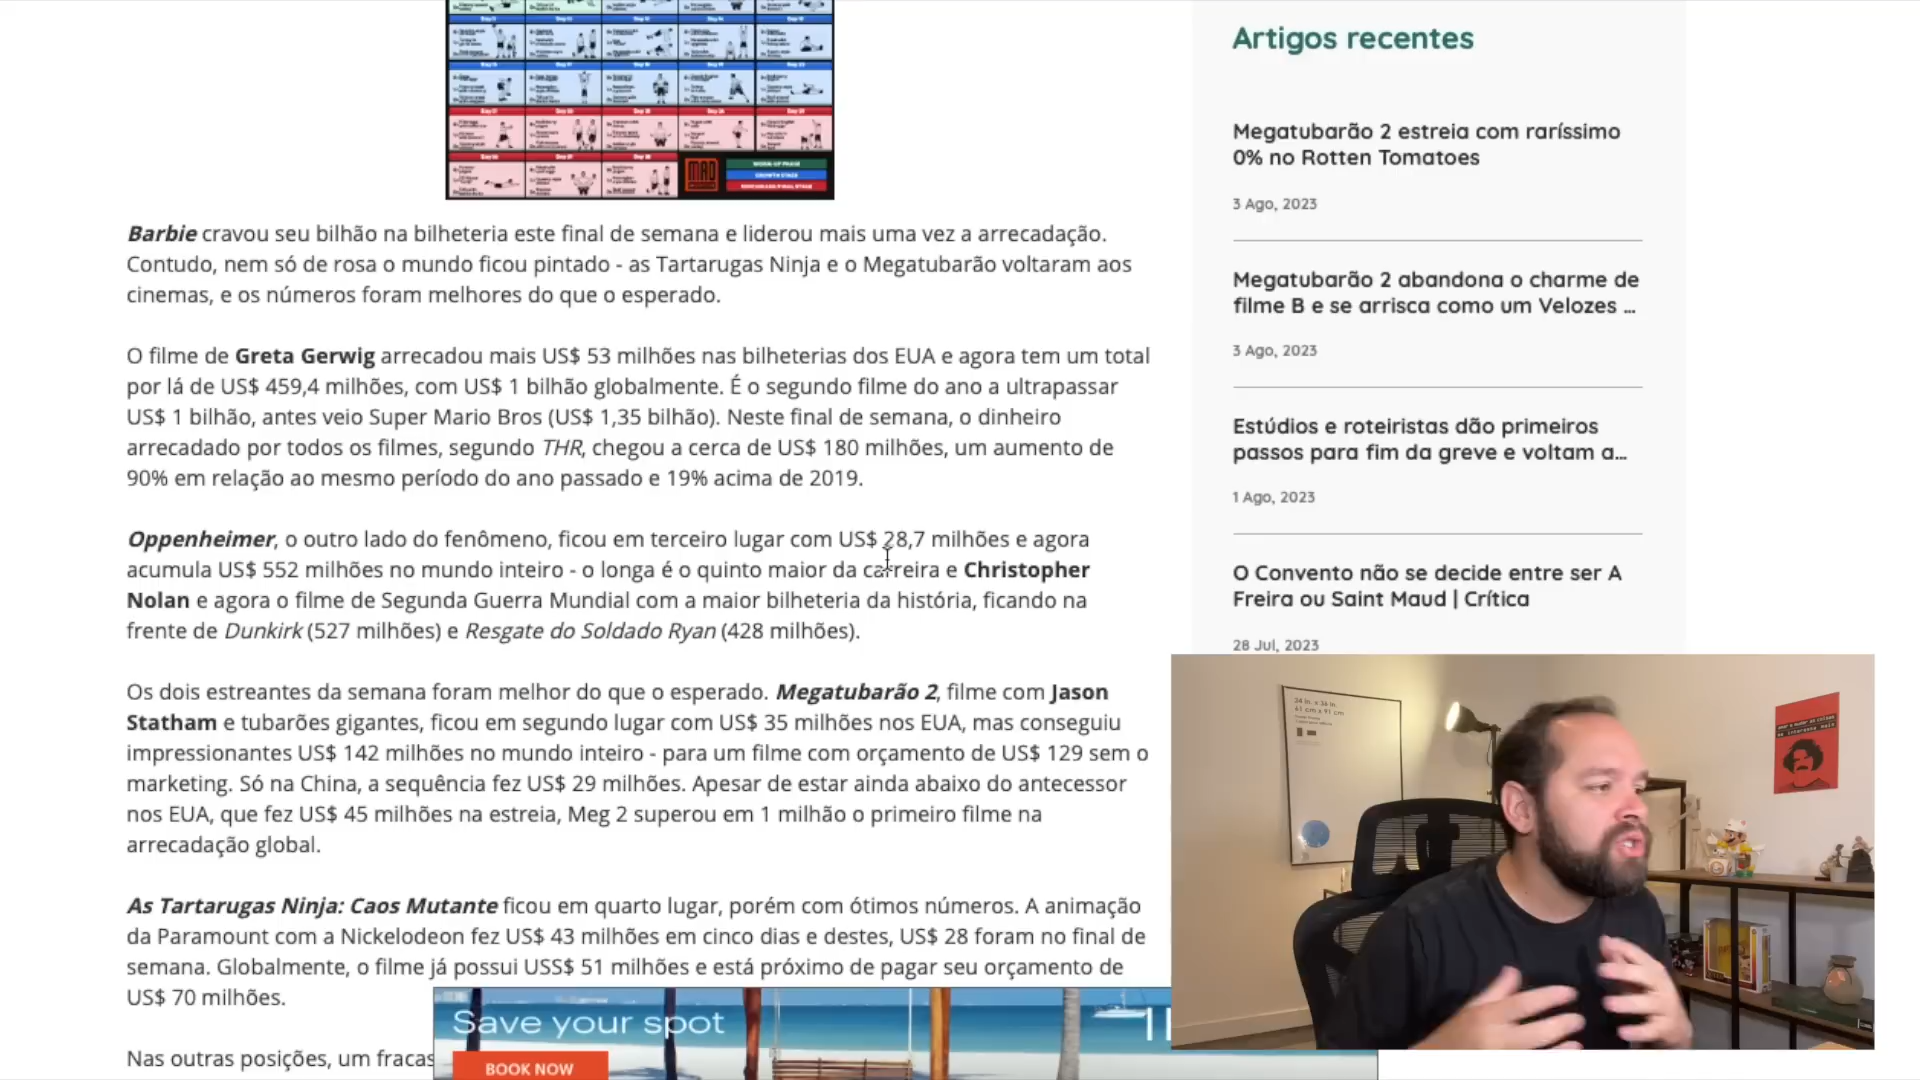 MAD
WARM-UP PHASE
GROWTH STAGE
Barbie cravou seu bilhão na bilheteria este final de semana e liderou mais uma vez a arrecadação.
Contudo, nem só de rosa o mundo ficou pintado - as Tartarugas Ninja e o Megatubarão voltaram aos
cinemas, e os números foram melhores do que o esperado.
O filme de Greta Gerwig arrecadou mais US$ 53 milhões nas bilheterias dos EUA e agora tem um total
por lá de US$ 459,4 milhões, com US$ 1 bilhão globalmente. É o segundo filme do ano a ultrapassar
US$ 1 bilhão, antes veio Super Mario Bros (US$ 1,35 bilhão). Neste final de semana, o dinheiro
arrecadado por todos os filmes, segundo THR, chegou a cerca de US$ 180 milhões, um aumento de
90% em relação ao mesmo período do ano passado e 19% acima de 2019.
Oppenheimer, o outro lado do fenômeno, ficou em terceiro lugar com US$ 28,7 milhões e agora
acumula US$ 552 milhões no mundo inteiro - o longa é o quinto maior da carreira e Christopher
Nolan e agora o filme de Segunda Guerra Mundial com a maior bilheteria da história, ficando na
frente de Dunkirk (527 milhões) e Resgate do Soldado Ryan (428 milhões).
Os dois estreantes da semana foram melhor do que o esperado. Megatubarão 2, filme com Jason
Statham e tubarões gigantes, ficou em segundo lugar com US$ 35 milhões nos EUA, mas conseguiu
impressionantes US$ 142 milhões no mundo inteiro - para um filme com orçamento de US$ 129 sem o
marketing. Só na China, a sequência fez US$ 29 milhões. Apesar de estar ainda abaixo do antecessor
nos EUA, que fez US$ 45 milhões na estreia, Meg 2 superou em 1 milhão o primeiro filme na
arrecadação global.
As Tartarugas Ninja: Caos Mutante ficou em quarto lugar, porém com ótimos números. A animação
da Paramount com a Nickelodeon fez US$ 43 milhões em cinco dias e destes, US$ 28 foram no final de
semana. Globalmente, o filme já possui USS$ 51 milhões e está próximo de pagar seu orçamento de
US$ 70 milhões.
Nas outras posições, um fracas
Save your spot
BOOK NOW
Artigos recentes
Megatubarão 2 estreia com raríssimo
0% no Rotten Tomatoes
3 Ago, 2023
Megatubarão 2 abandona o charme de
filme B e se arrisca como um Velozes ...
3 Ago, 2023
Estúdios e roteiristas dão primeiros
passos para fim da greve e voltam a...
1 Ago, 2023
O Convento não se decide entre ser A
Freira ou Saint Maud | Crítica
28 Jul, 2023
24 in. x 36 in.
61 cm x 91 cm